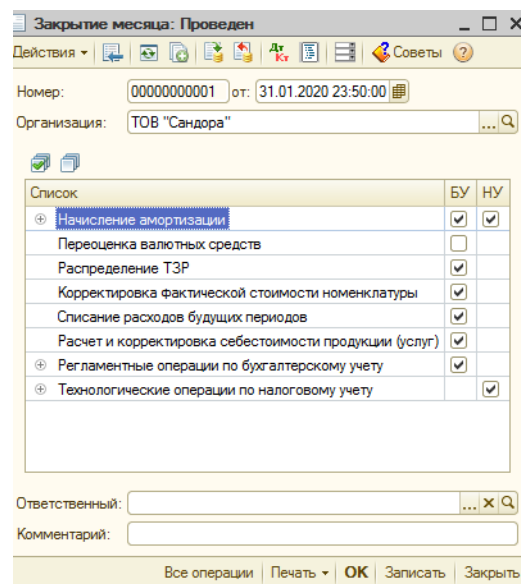 Закрытие месяца: Проведен
Действия Дт Кт Советы
Номер: 00000000001 от: 31.01.2020 23:50:00
Организация: ТОВ "Сандора" ...
Список БУ НУ
Начисление амортизации
Переоценка валютных средств
Распределение ТЗР
Корректировка фактической стоимости номенклатуры
Списание расходов будущих периодов
Расчет и корректировка себестоимости продукции (услуг)
Регламентные операции по бухгалтерскому учету
Технологические операции по налоговому учету
Ответственный: ...
Комментарий:
Все операции Печать OK Записать Закрыть